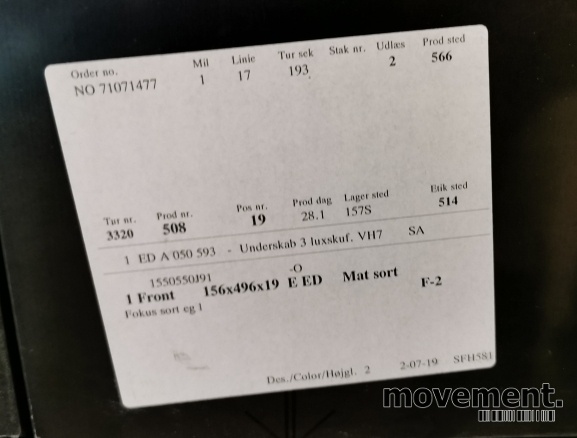 Order no. Mil Linie Tur sek Stak nr. Udlæs Prod sted
NO 71071477 1 17 193 2 566
Tur nr. Prod nr. Pos nr. Prod dag Lager sted Etik sted
3320 508 19 28.1 157S 514
1 ED A 050 593 - Underskab 3 luxskuf. VH7 SA
1550550J91 -O
1 Front 156x496x19 E ED Mat sort F-2
Fokus sort eg 1
Des./Color/Højgl. 2 2-07-19 SFH581
movement.